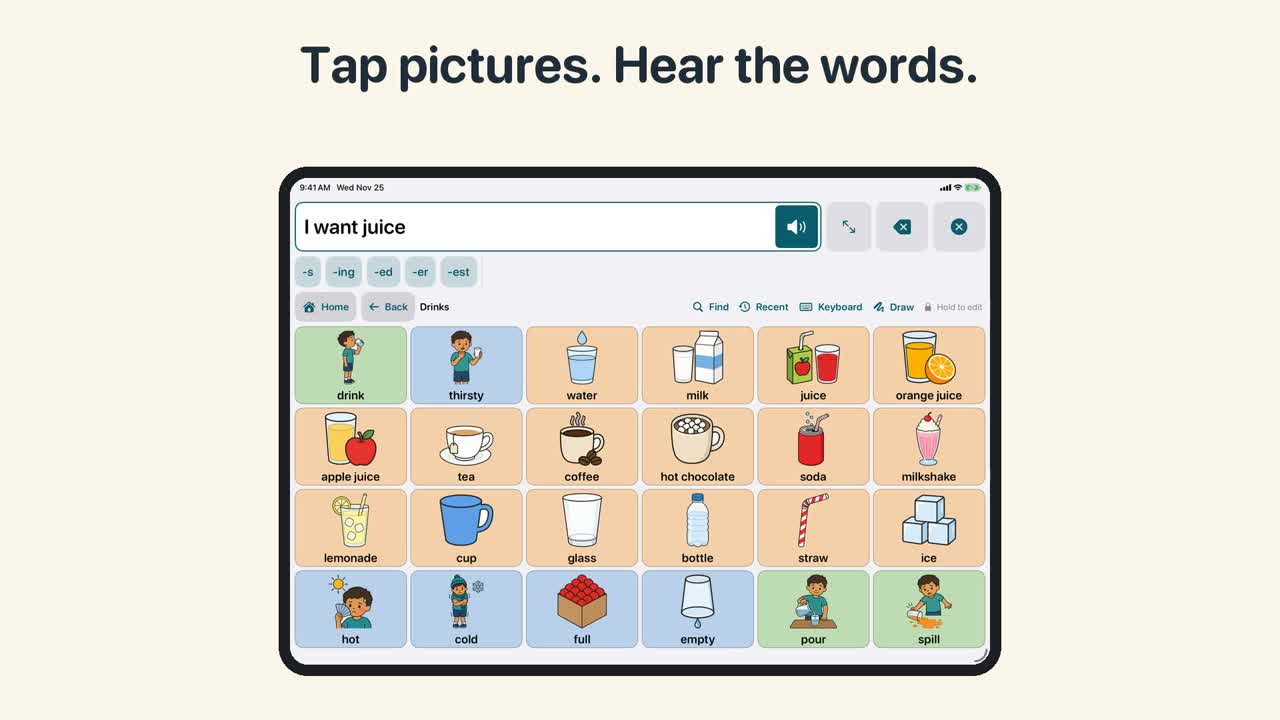 Tap pictures. Hear the words.
9:41 AM Wed Nov 25
I want juice
-s -ing -ed -er -est
Home Back Drinks Find Recent Keyboard Draw Hold to edit
drink thirsty water milk juice orange juice
apple juice tea coffee hot chocolate soda milkshake
lemonade cup glass bottle straw ice
hot cold full empty pour spill